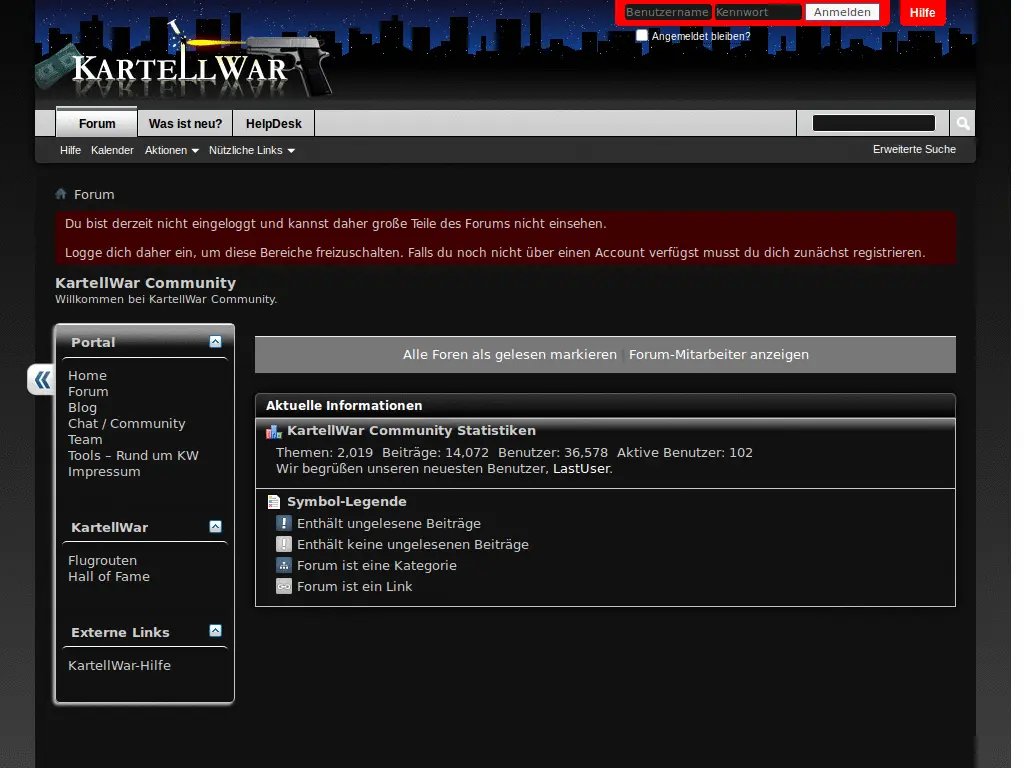 Benutzername Kennwort Anmelden Hilfe
Angemeldet bleiben?
KARTELLWAR
Forum Was ist neu? HelpDesk
Hilfe Kalender Aktionen Nützliche Links Erweiterte Suche
Forum
Du bist derzeit nicht eingeloggt und kannst daher große Teile des Forums nicht einsehen.
Logge dich daher ein, um diese Bereiche freizuschalten. Falls du noch nicht über einen Account verfügst musst du dich zunächst registrieren.
KartellWar Community
Willkommen bei KartellWar Community.
Portal
Home
Forum
Blog
Chat / Community
Team
Tools – Rund um KW
Impressum
KartellWar
Flugrouten
Hall of Fame
Externe Links
KartellWar-Hilfe
Alle Foren als gelesen markieren | Forum-Mitarbeiter anzeigen
Aktuelle Informationen
KartellWar Community Statistiken
Themen: 2,019 Beiträge: 14,072 Benutzer: 36,578 Aktive Benutzer: 102
Wir begrüßen unseren neuesten Benutzer, LastUser.
Symbol-Legende
Enthält ungelesene Beiträge
Enthält keine ungelesenen Beiträge
Forum ist eine Kategorie
Forum ist ein Link